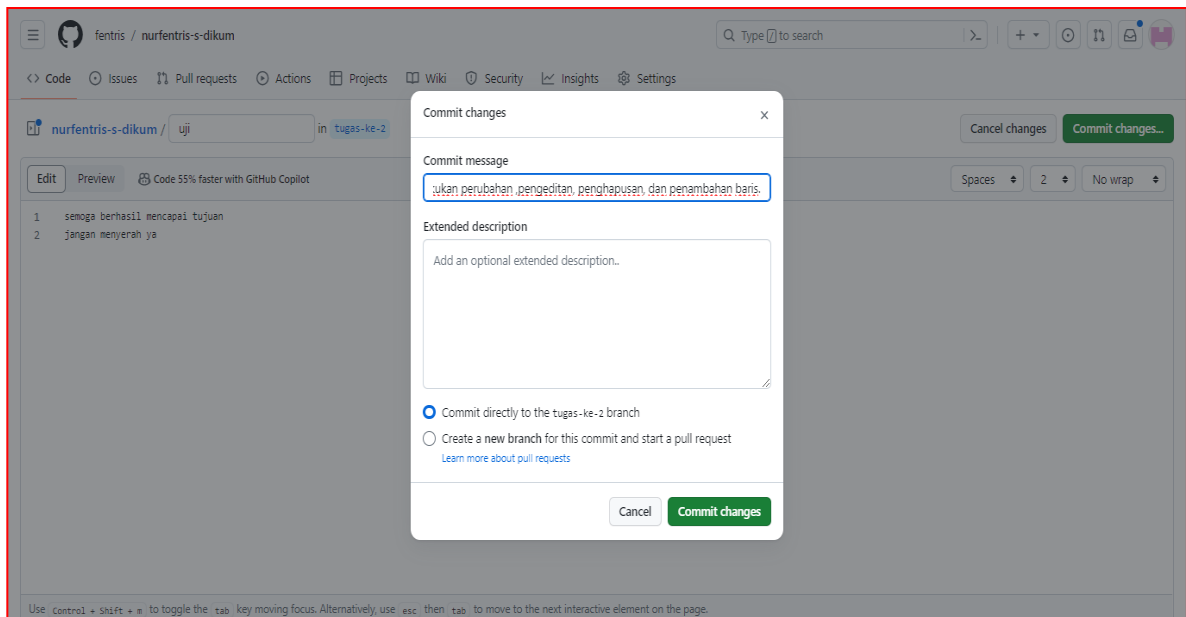 fentris / nurfentris-s-dikum
Type / to search
<> Code Issues Pull requests Actions Projects Wiki Security Insights Settings
nurfentris-s-dikum / uji in tugas-ke-2
Cancel changes Commit changes...
Edit Preview Code 55% faster with GitHub Copilot
Spaces 2 No wrap
1 semoga berhasil mencapai tujuan
2 jangan menyerah ya
Commit changes
Commit message
perubahan ,pengeditan, penghapusan, dan penambahan baris.
Extended description
Add an optional extended description..
Commit directly to the tugas-ke-2 branch
Create a new branch for this commit and start a pull request
Learn more about pull requests
Cancel Commit changes
Use Control + Shift + m to toggle the tab key moving focus. Alternatively, use esc then tab to move to the next interactive element on the page.